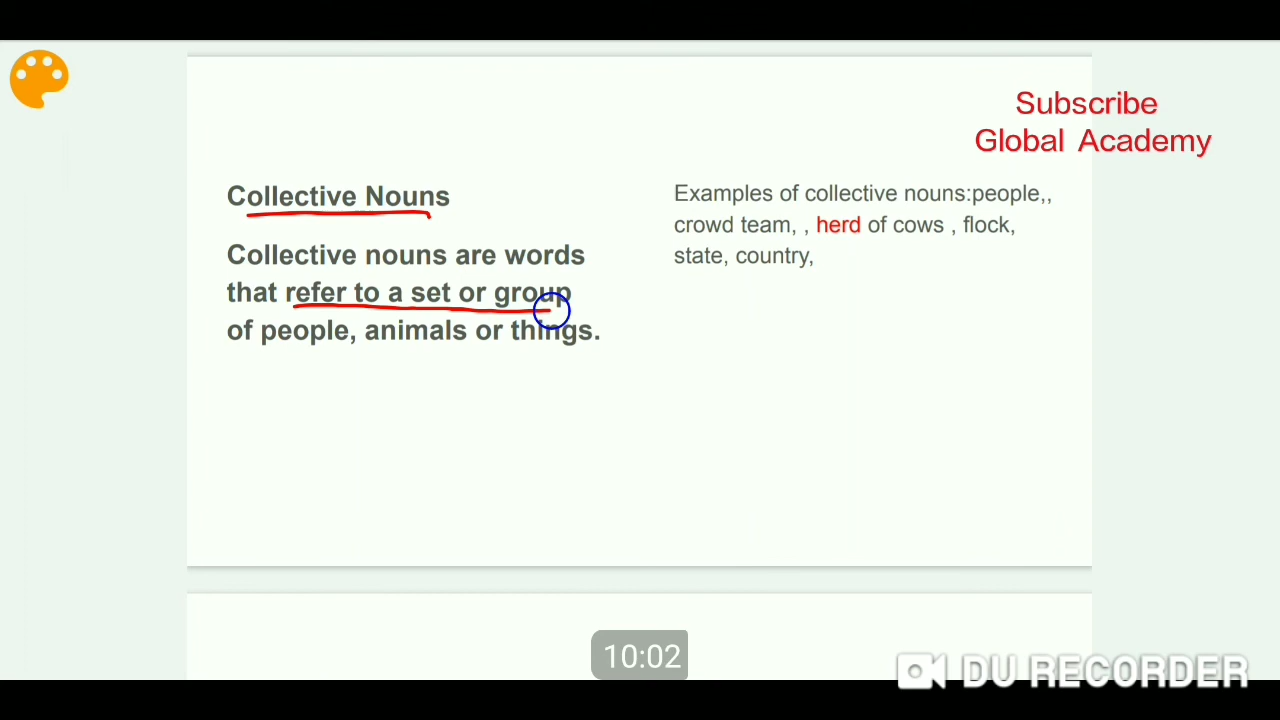 Subscribe
Global Academy
Collective Nouns
Collective nouns are words
that refer to a set or group
of people, animals or things.
Examples of collective nouns:people,,
crowd team, , herd of cows , flock,
state, country,
10:02
DU RECORDER